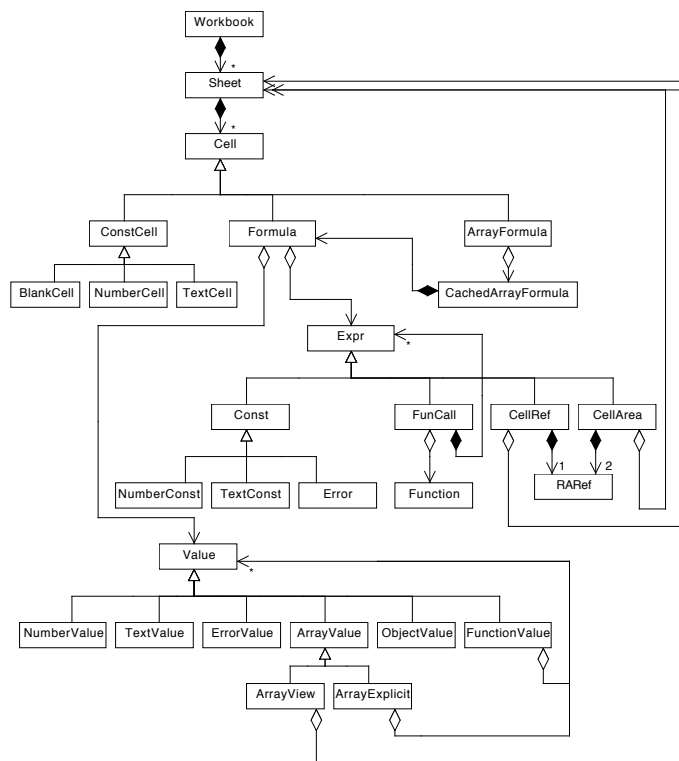 Workbook
*
Sheet
*
Cell
ConstCell
Formula
ArrayFormula
BlankCell
NumberCell
TextCell
CachedArrayFormula
Expr
*
Const
FunCall
CellRef
CellArea
1
2
NumberConst
TextConst
Error
Function
RARef
Value
*
NumberValue
TextValue
ErrorValue
ArrayValue
ObjectValue
FunctionValue
ArrayView
ArrayExplicit